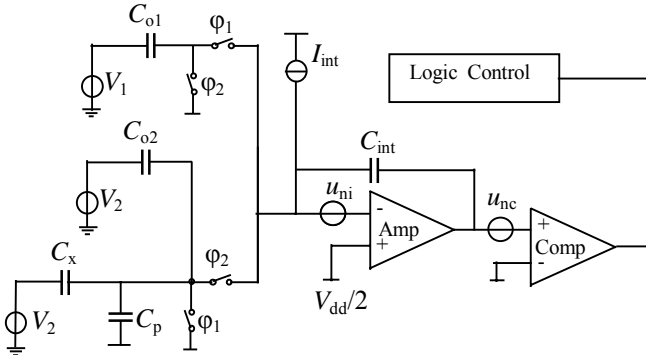 C_o1
φ_1
V_1
φ_2
I_int
Logic Control
C_o2
V_2
C_int
u_ni
-
Amp
+
u_nc
+
Comp
-
C_x
φ_2
V_dd/2
V_2
C_p
φ_1